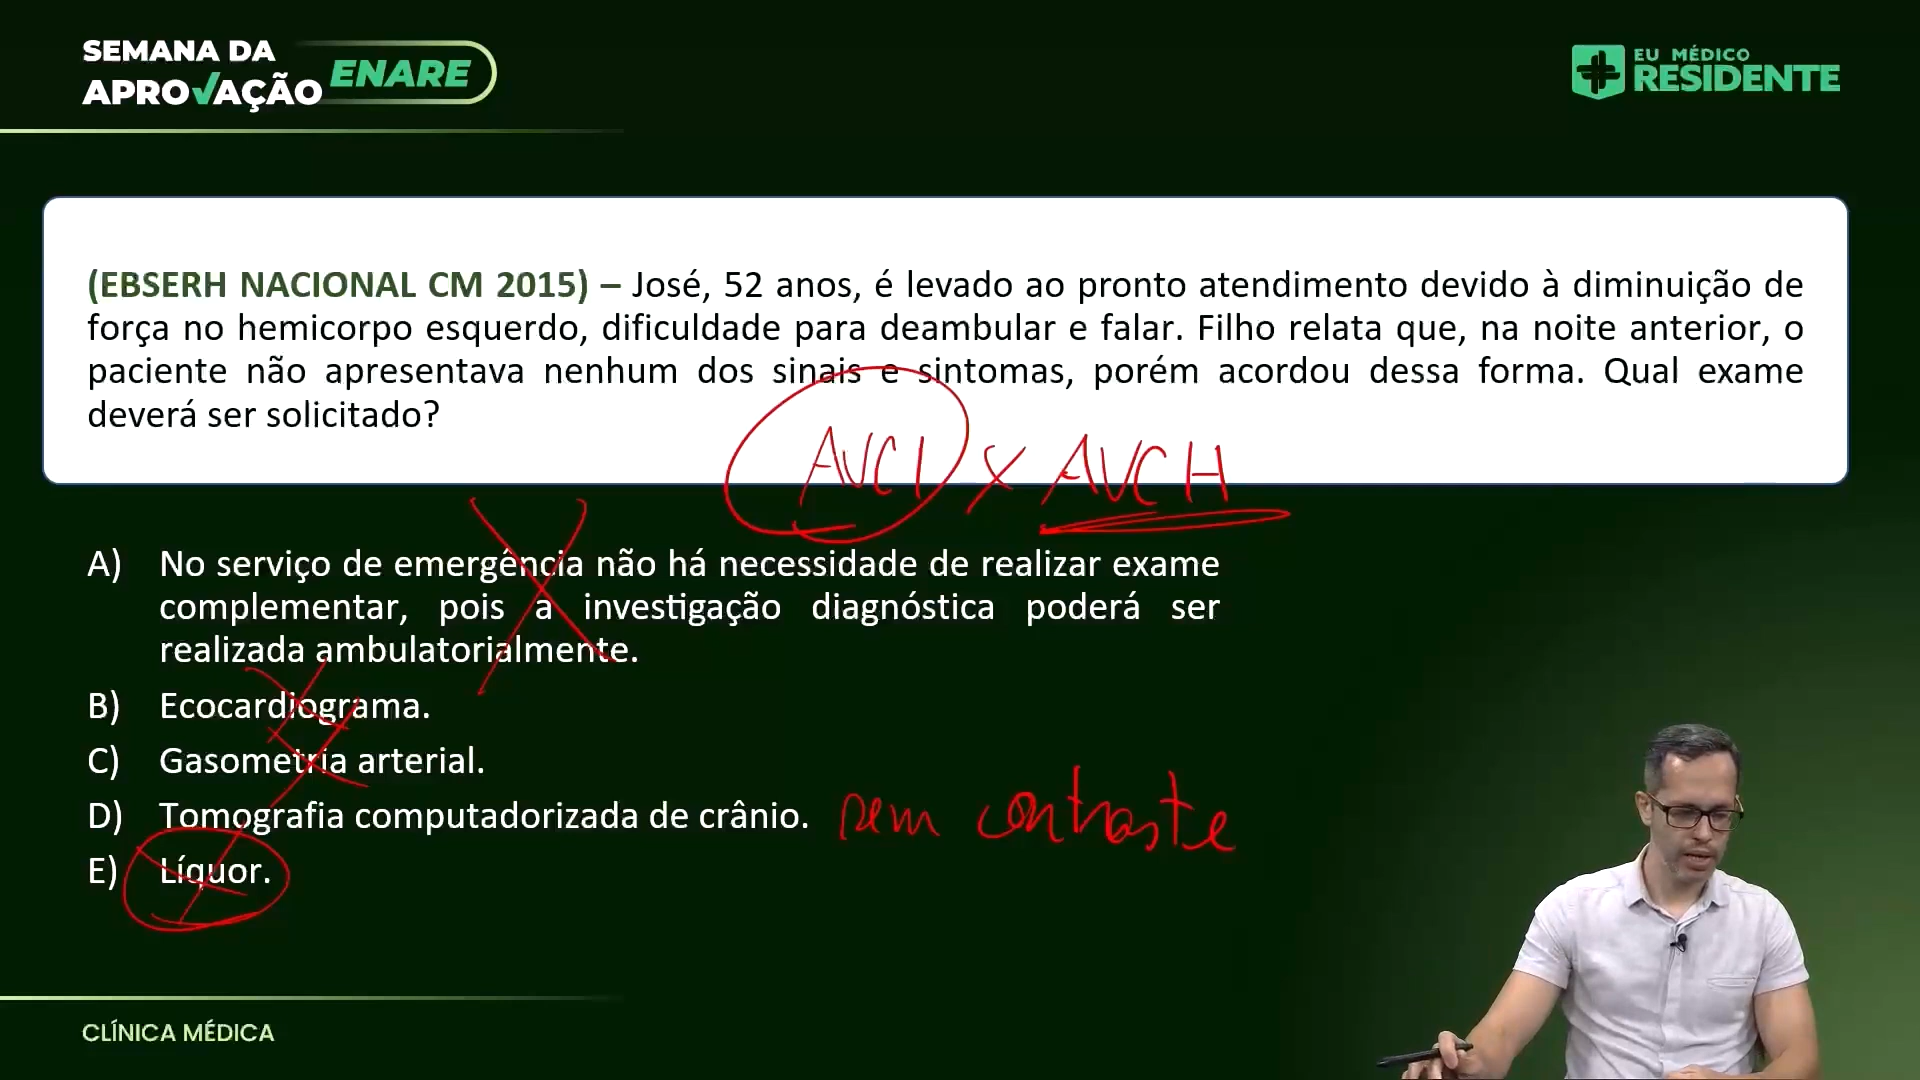 SEMANA DA
APROVAÇÃO ENARE
EU MÉDICO
RESIDENTE
(EBSERH NACIONAL CM 2015) – José, 52 anos, é levado ao pronto atendimento devido à diminuição de
força no hemicorpo esquerdo, dificuldade para deambular e falar. Filho relata que, na noite anterior, o
paciente não apresentava nenhum dos sinais e sintomas, porém acordou dessa forma. Qual exame
deverá ser solicitado?
AVCI X AVCH
A) No serviço de emergência não há necessidade de realizar exame
complementar, pois a investigação diagnóstica poderá ser
realizada ambulatorialmente.
B) Ecocardiograma.
C) Gasometria arterial.
D) Tomografia computadorizada de crânio. sem contraste
E) Líquor.
CLÍNICA MÉDICA